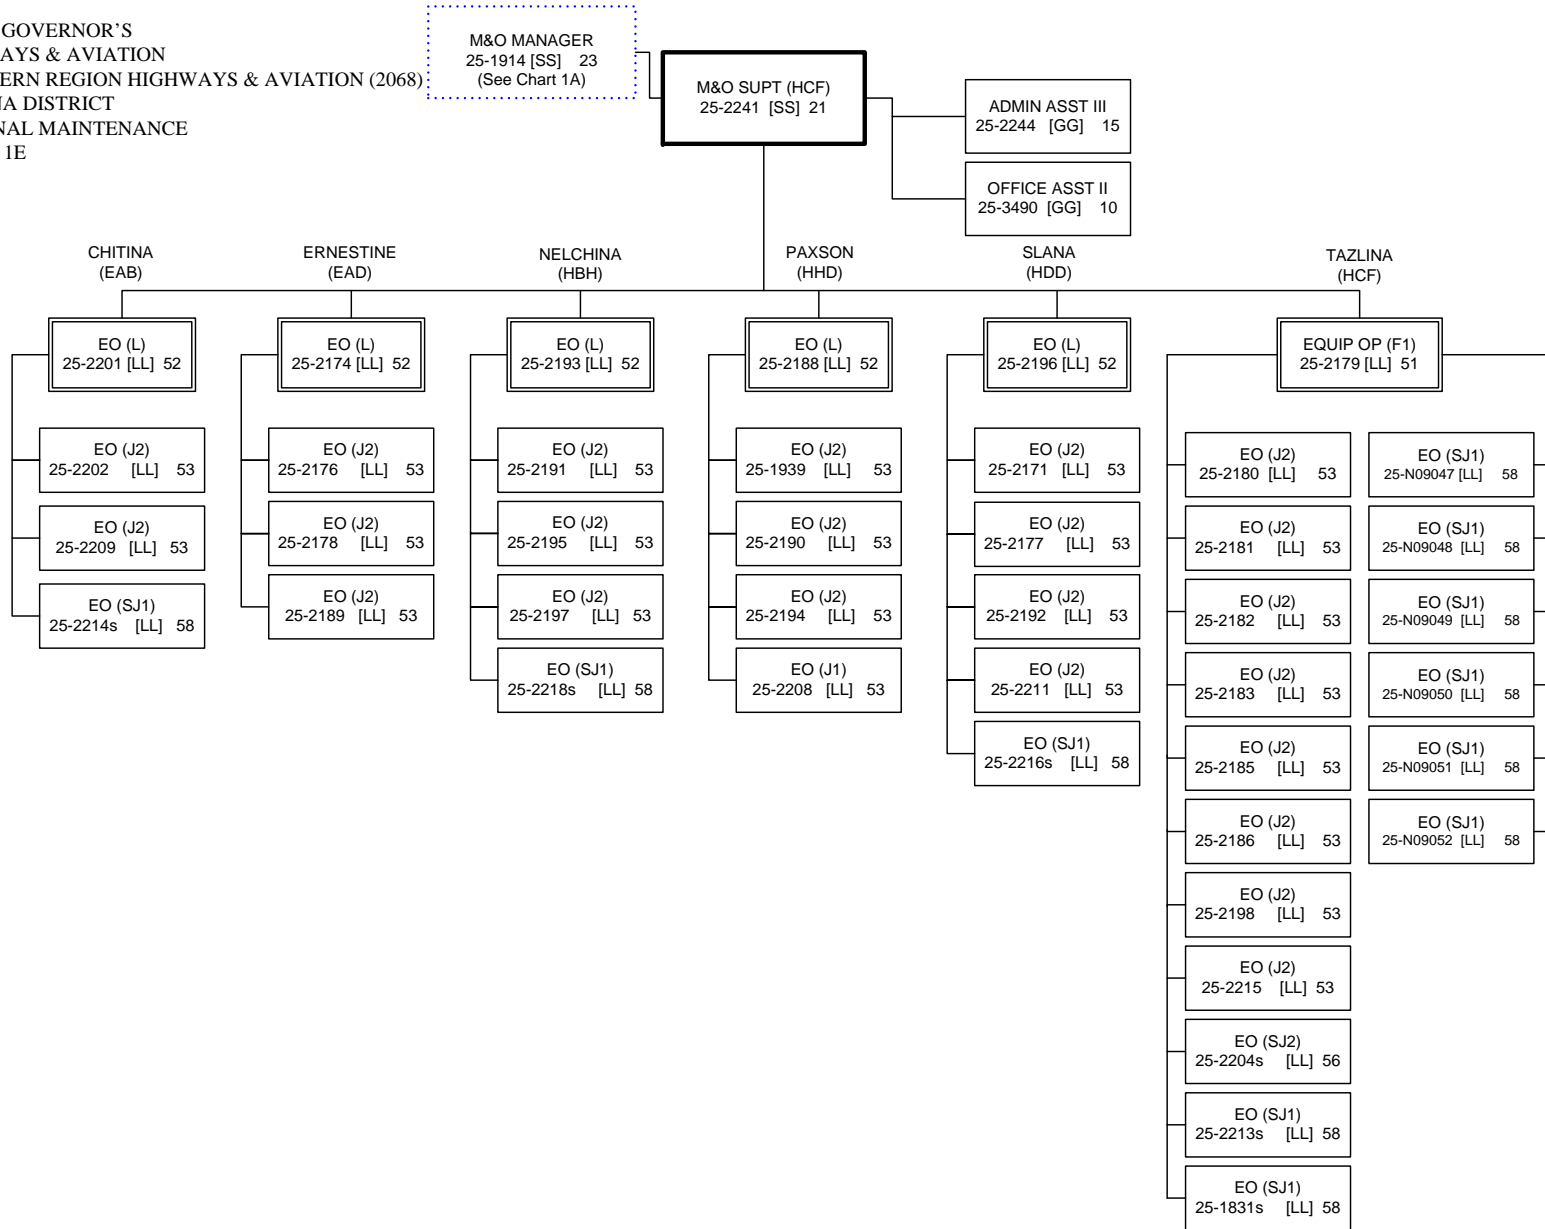 GOVERNOR'S
AYS & AVIATION
ERN REGION HIGHWAYS & AVIATION (2068)
NA DISTRICT
NAL MAINTENANCE
1E
M&O MANAGER
25-1914 [SS] 23
(See Chart 1A)
M&O SUPT (HCF)
25-2241 [SS] 21
ADMIN ASST III
25-2244 [GG] 15
OFFICE ASST II
25-3490 [GG] 10
CHITINA
(EAB)
EO (L)
25-2201 [LL] 52
EO (J2)
25-2202 [LL] 53
EO (J2)
25-2209 [LL] 53
EO (SJ1)
25-2214s [LL] 58
ERNESTINE
(EAD)
EO (L)
25-2174 [LL] 52
EO (J2)
25-2176 [LL] 53
EO (J2)
25-2178 [LL] 53
EO (J2)
25-2189 [LL] 53
NELCHINA
(HBH)
EO (L)
25-2193 [LL] 52
EO (J2)
25-2191 [LL] 53
EO (J2)
25-2195 [LL] 53
EO (J2)
25-2197 [LL] 53
EO (SJ1)
25-2218s [LL] 58
PAXSON
(HHD)
EO (L)
25-2188 [LL] 52
EO (J2)
25-1939 [LL] 53
EO (J2)
25-2190 [LL] 53
EO (J2)
25-2194 [LL] 53
EO (J1)
25-2208 [LL] 53
SLANA
(HDD)
EO (L)
25-2196 [LL] 52
EO (J2)
25-2171 [LL] 53
EO (J2)
25-2177 [LL] 53
EO (J2)
25-2192 [LL] 53
EO (J2)
25-2211 [LL] 53
EO (SJ1)
25-2216s [LL] 58
TAZLINA
(HCF)
EQUIP OP (F1)
25-2179 [LL] 51
EO (J2)
25-2180 [LL] 53
EO (J2)
25-2181 [LL] 53
EO (J2)
25-2182 [LL] 53
EO (J2)
25-2183 [LL] 53
EO (J2)
25-2185 [LL] 53
EO (J2)
25-2186 [LL] 53
EO (J2)
25-2198 [LL] 53
EO (J2)
25-2215 [LL] 53
EO (SJ2)
25-2204s [LL] 56
EO (SJ1)
25-2213s [LL] 58
EO (SJ1)
25-1831s [LL] 58
EO (SJ1)
25-N09047 [LL] 58
EO (SJ1)
25-N09048 [LL] 58
EO (SJ1)
25-N09049 [LL] 58
EO (SJ1)
25-N09050 [LL] 58
EO (SJ1)
25-N09051 [LL] 58
EO (SJ1)
25-N09052 [LL] 58